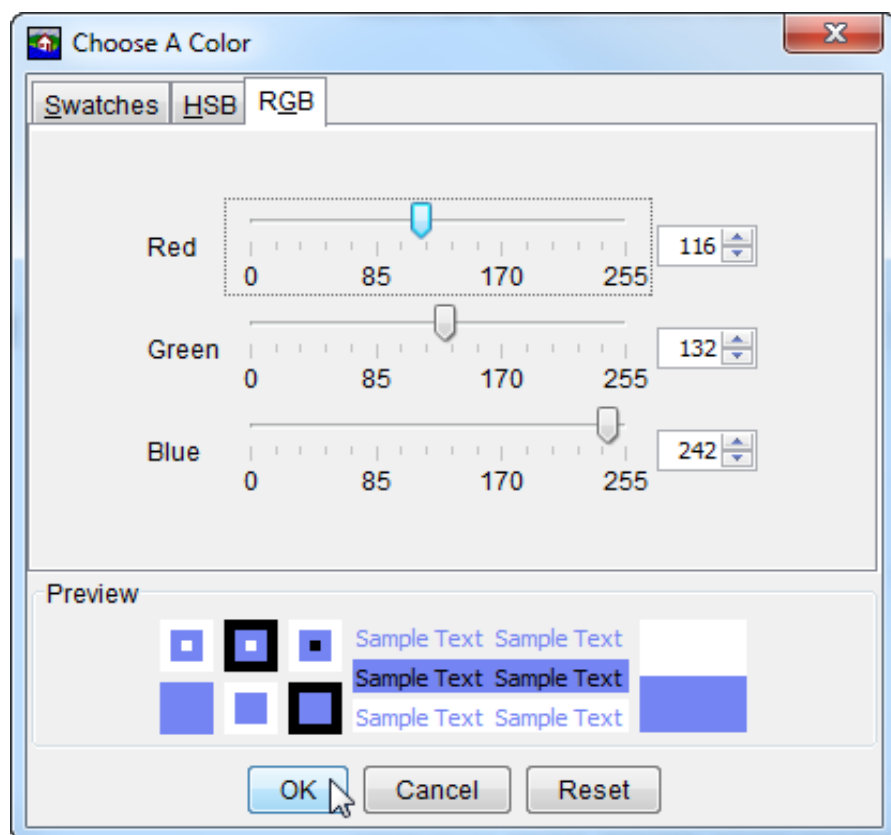 Choose A Color
Swatches HSB RGB
Red 116
0 85 170 255
Green 132
0 85 170 255
Blue 242
0 85 170 255
Preview
Sample Text Sample Text
Sample Text Sample Text
Sample Text Sample Text
OK Cancel Reset